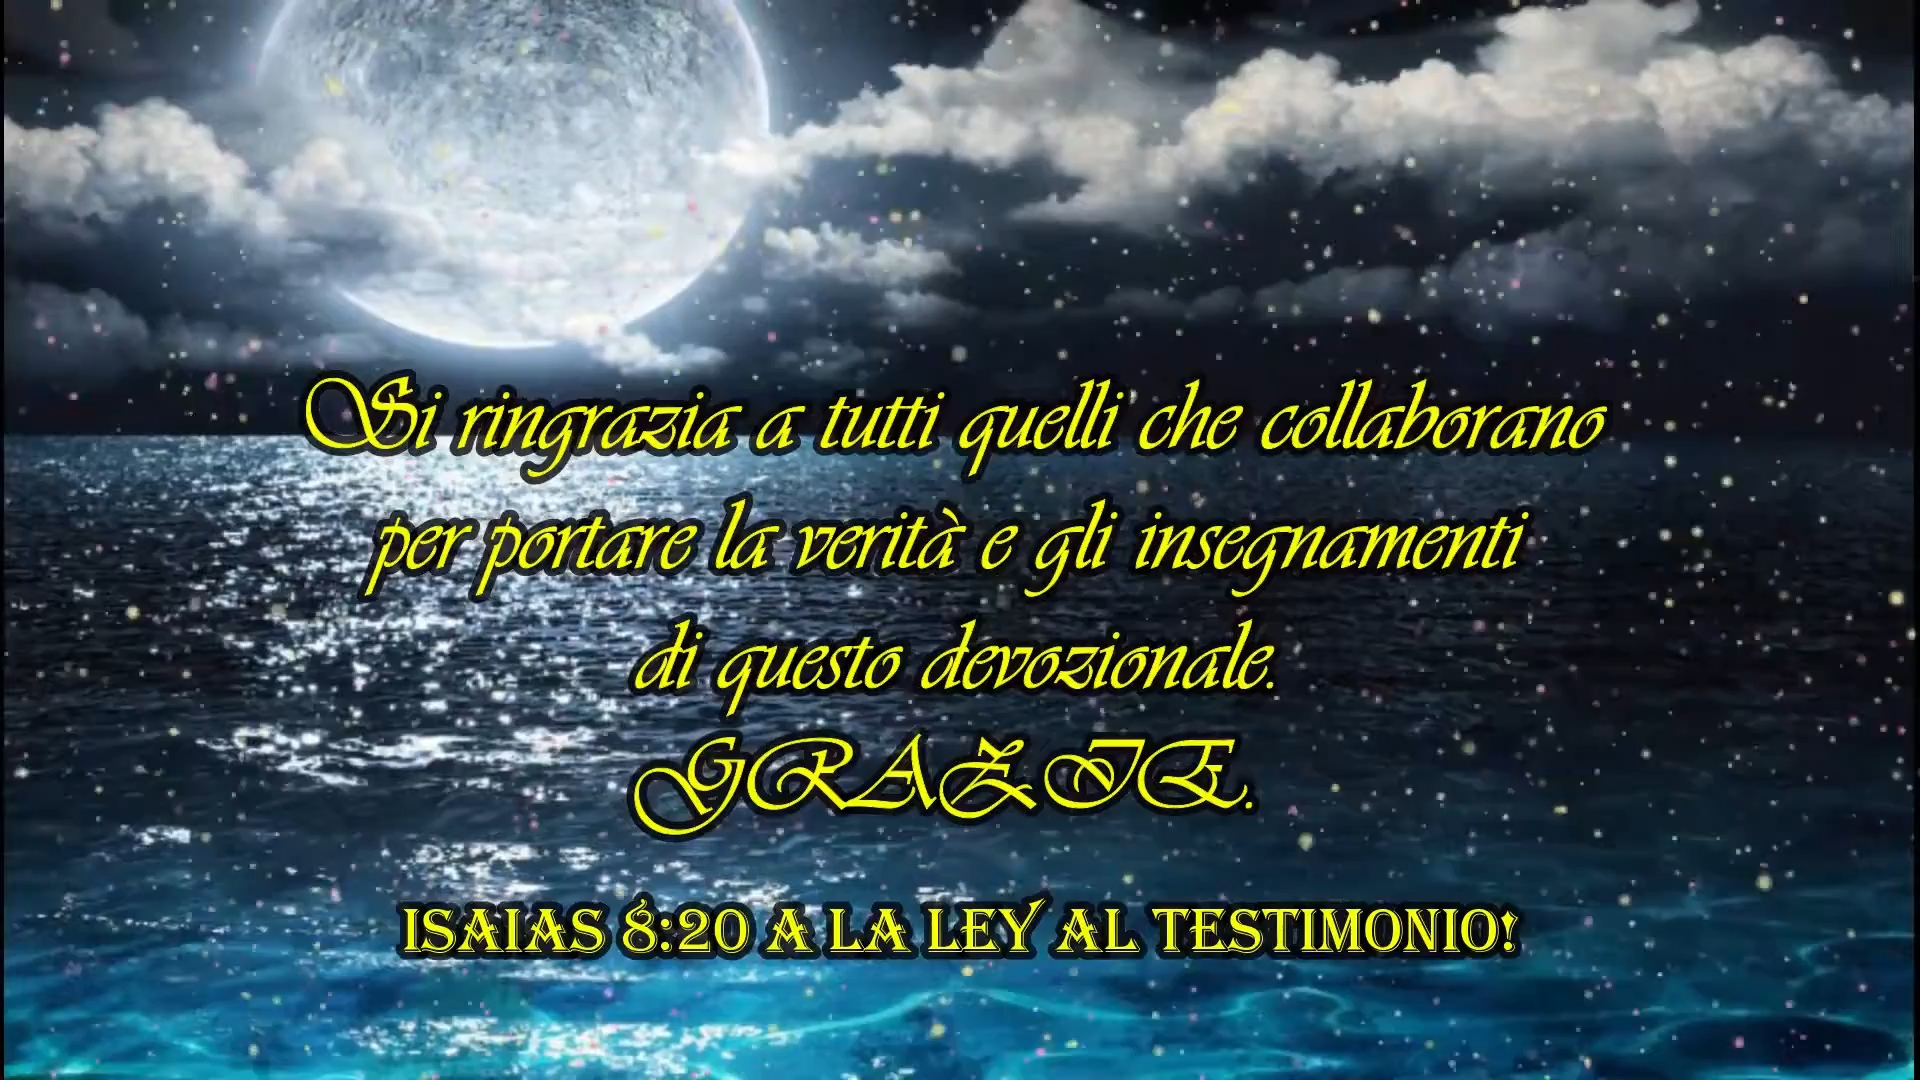 Si ringrazia a tutti quelli che collaborano
per portare la verità e gli insegnamenti
di questo devozionale.
GRAZIE.
ISAIAS 8:20 A LA LEY AL TESTIMONIO!